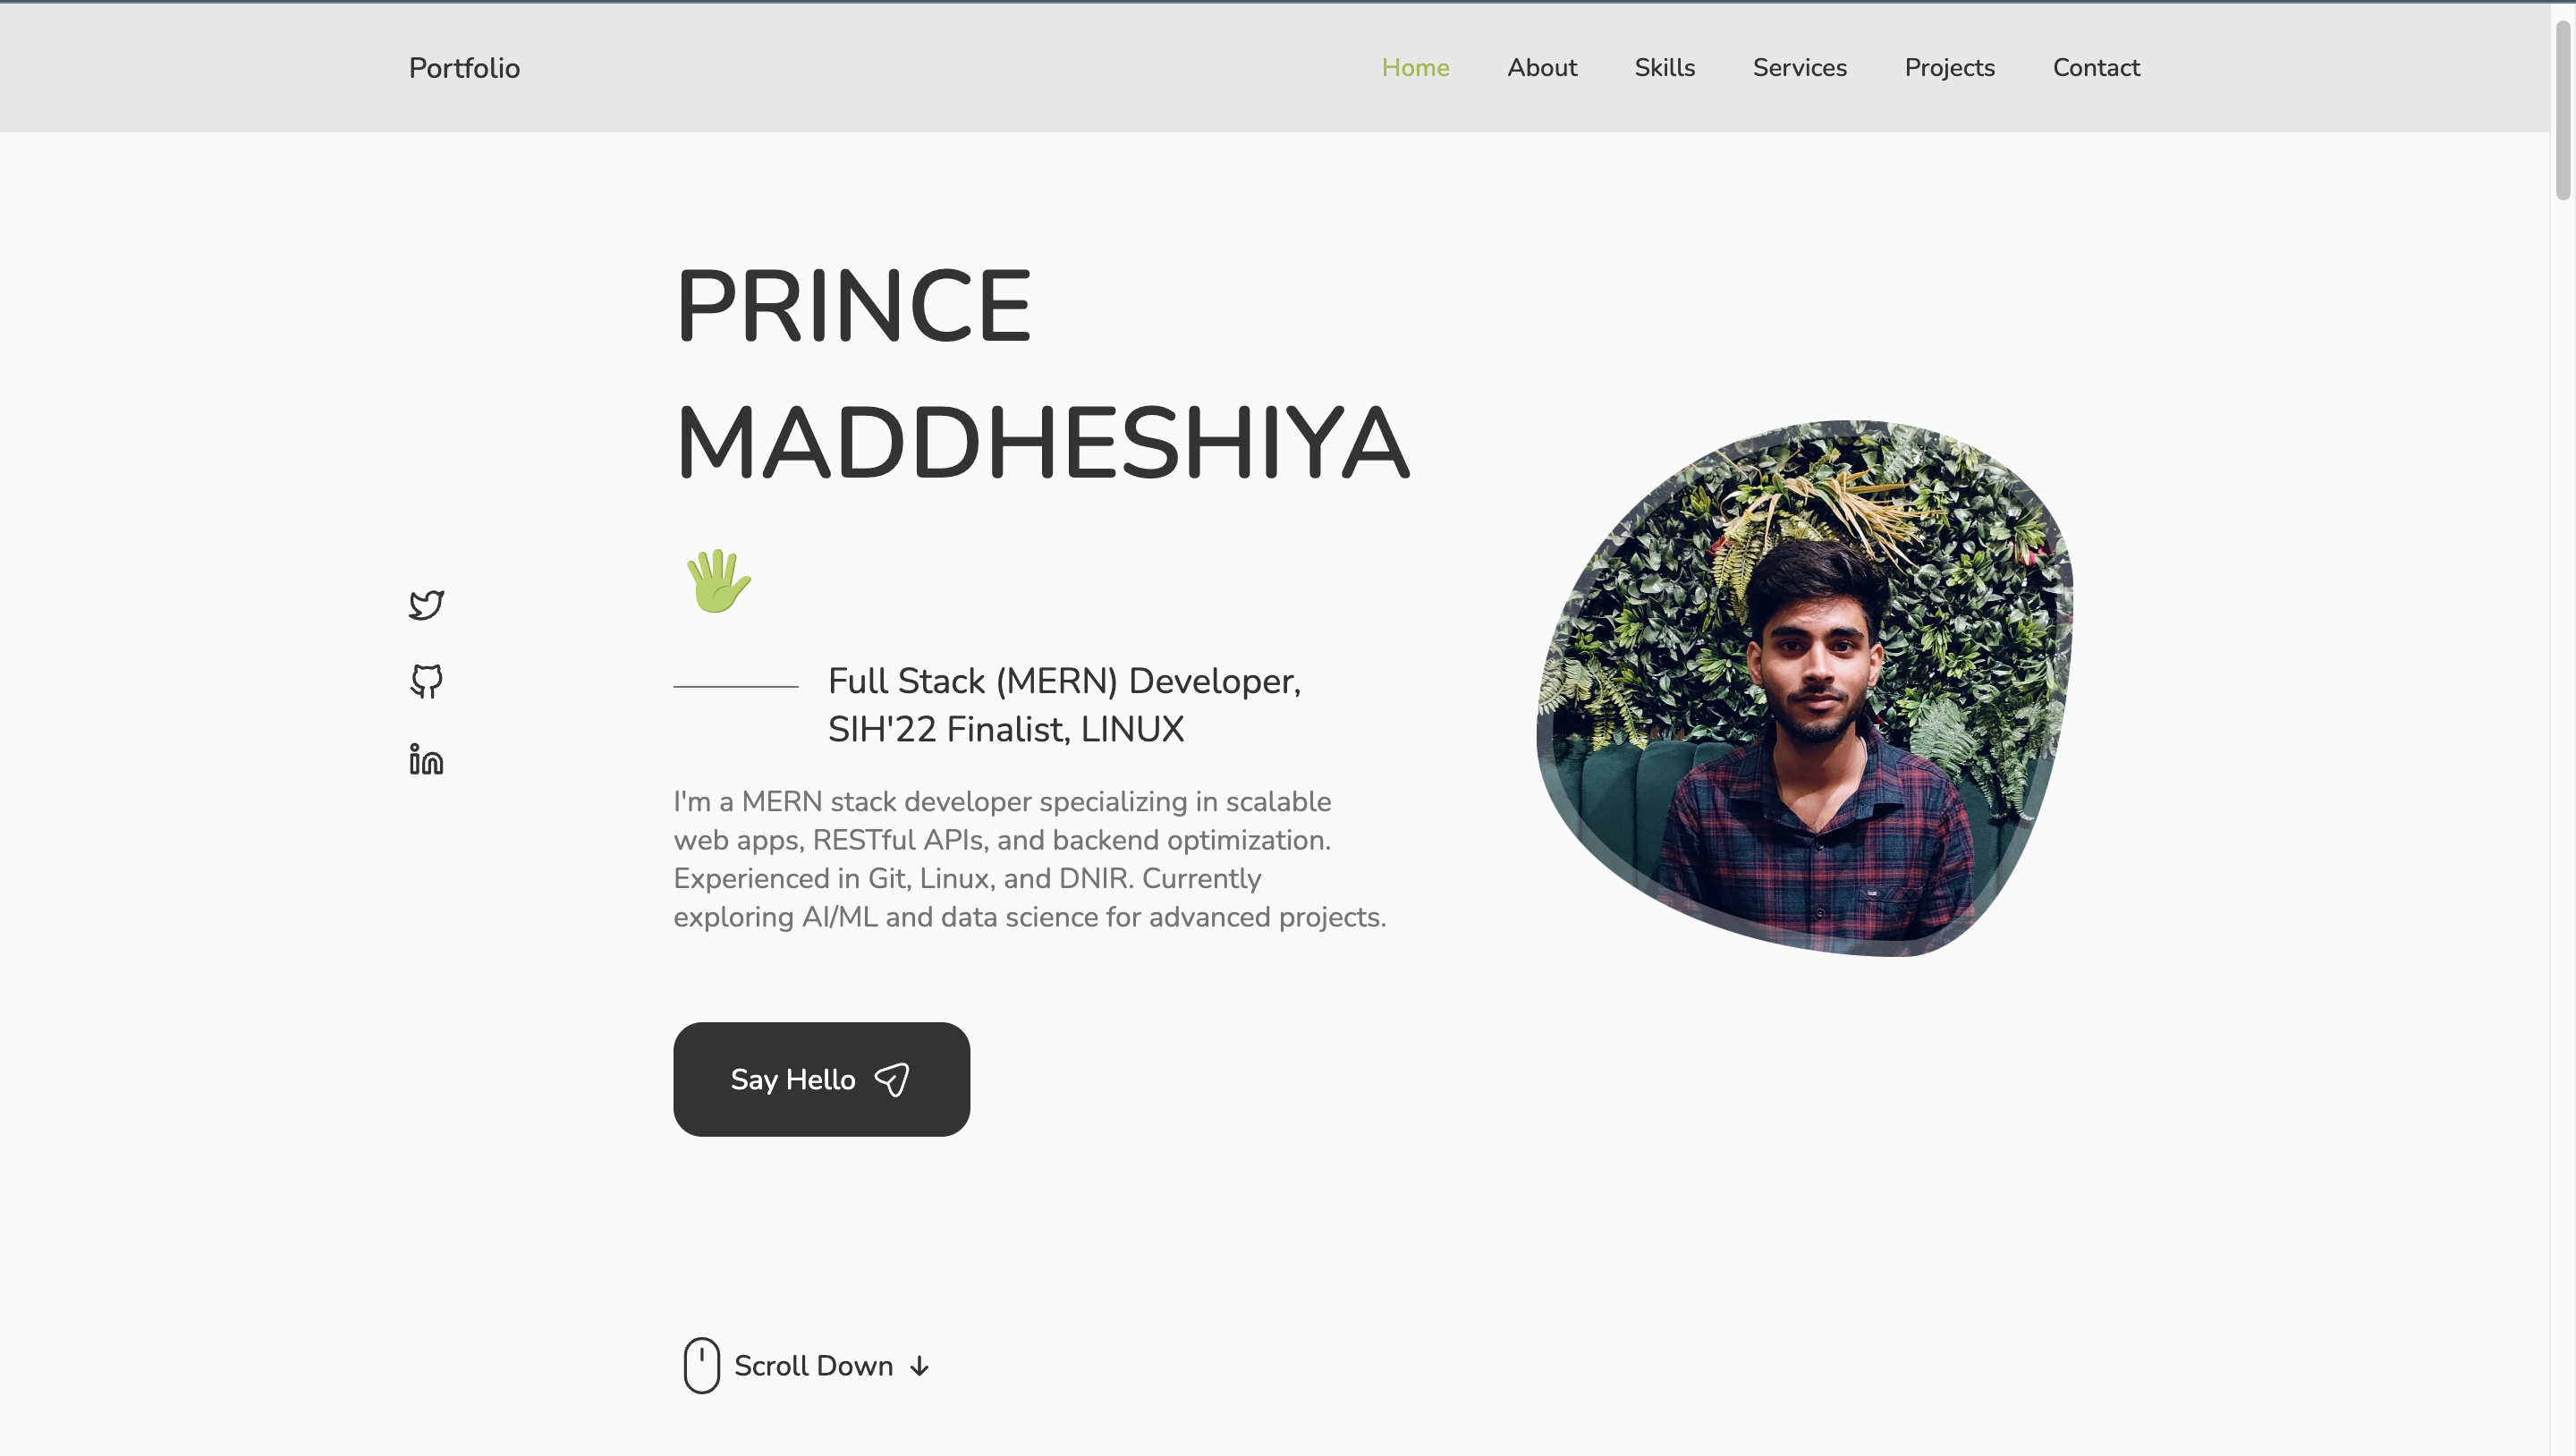 Portfolio
Home About Skills Services Projects Contact
PRINCE
MADDHESHIYA
Full Stack (MERN) Developer,
SIH'22 Finalist, LINUX
I'm a MERN stack developer specializing in scalable
web apps, RESTful APIs, and backend optimization.
Experienced in Git, Linux, and DNIR. Currently
exploring AI/ML and data science for advanced projects.
Say Hello
Scroll Down